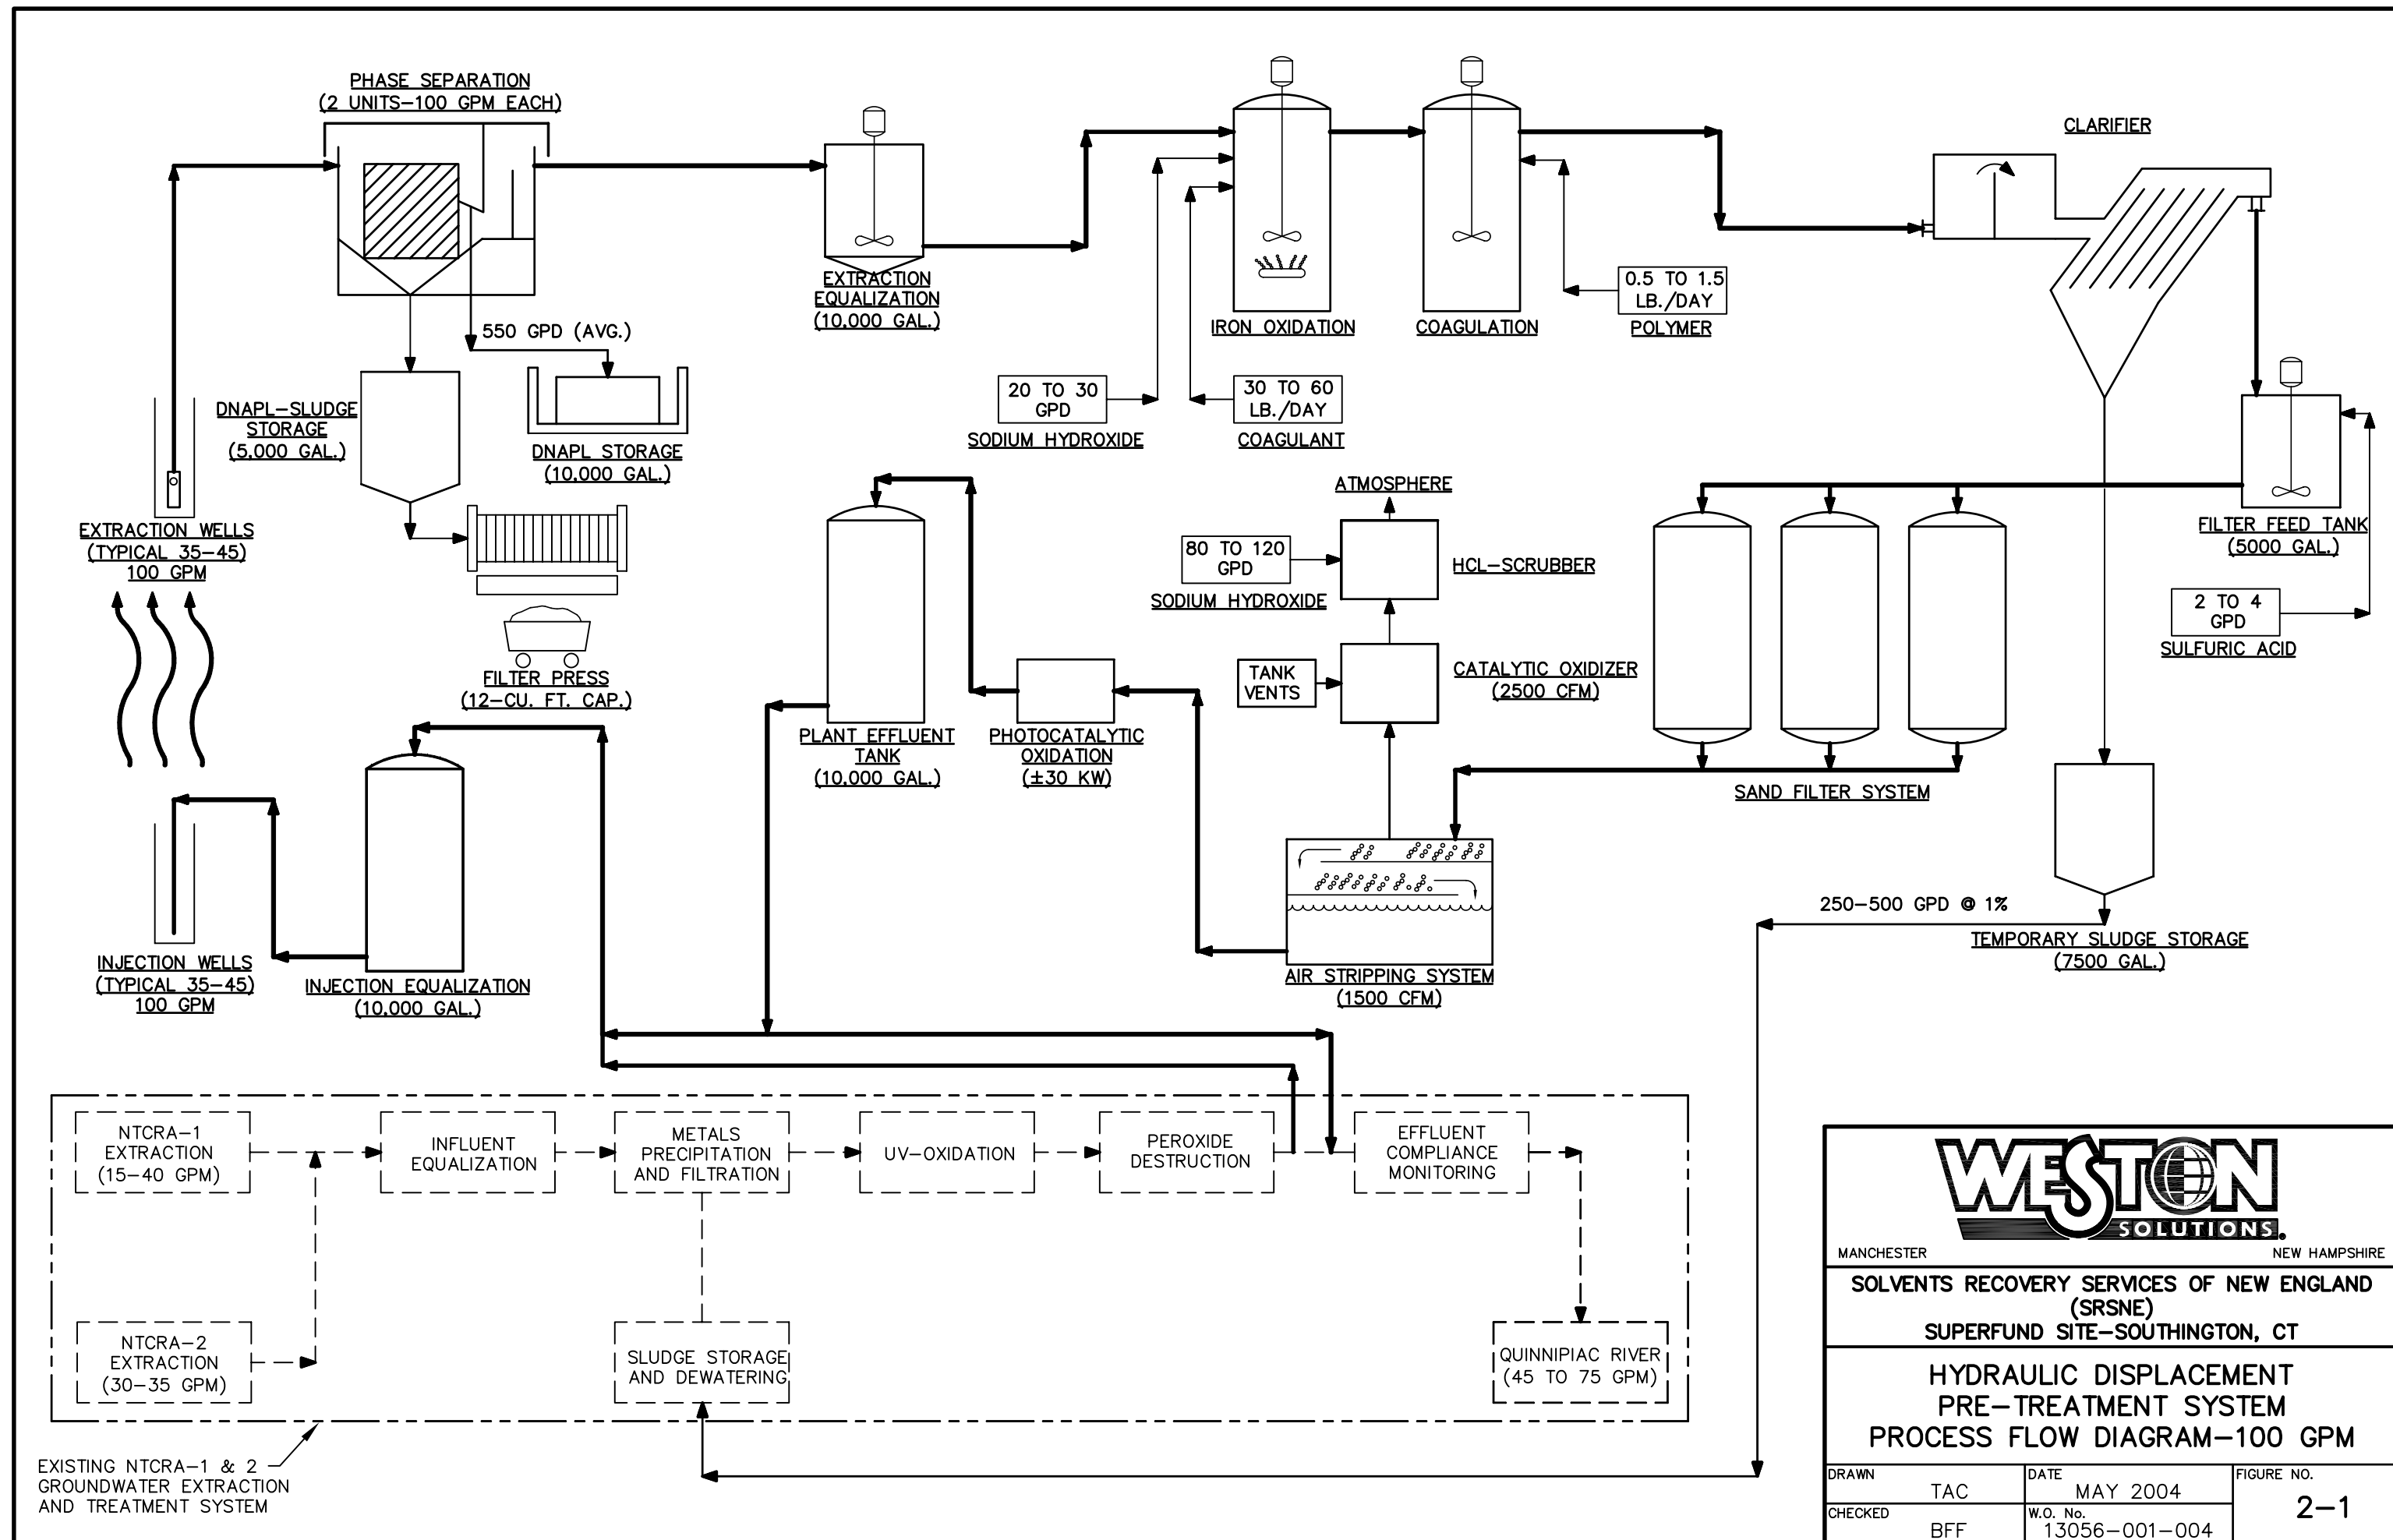 PHASE SEPARATION
(2 UNITS-100 GPM EACH)
CLARIFIER
EXTRACTION
EQUALIZATION
(10,000 GAL.)
IRON OXIDATION
COAGULATION
0.5 TO 1.5
LB./DAY
POLYMER
550 GPD (AVG.)
DNAPL-SLUDGE
STORAGE
(5,000 GAL.)
DNAPL STORAGE
(10,000 GAL.)
20 TO 30
GPD
SODIUM HYDROXIDE
30 TO 60
LB./DAY
COAGULANT
EXTRACTION WELLS
(TYPICAL 35-45)
100 GPM
FILTER PRESS
(12-CU. FT. CAP.)
ATMOSPHERE
80 TO 120
GPD
SODIUM HYDROXIDE
HCL-SCRUBBER
TANK
VENTS
CATALYTIC OXIDIZER
(2500 CFM)
FILTER FEED TANK
(5000 GAL.)
2 TO 4
GPD
SULFURIC ACID
PLANT EFFLUENT
TANK
(10,000 GAL.)
PHOTOCATALYTIC
OXIDATION
(±30 KW)
SAND FILTER SYSTEM
INJECTION WELLS
(TYPICAL 35-45)
100 GPM
INJECTION EQUALIZATION
(10,000 GAL.)
AIR STRIPPING SYSTEM
(1500 CFM)
250-500 GPD @ 1%
TEMPORARY SLUDGE STORAGE
(7500 GAL.)
NTCRA-1
EXTRACTION
(15-40 GPM)
INFLUENT
EQUALIZATION
METALS
PRECIPITATION
AND FILTRATION
UV-OXIDATION
PEROXIDE
DESTRUCTION
EFFLUENT
COMPLIANCE
MONITORING
NTCRA-2
EXTRACTION
(30-35 GPM)
SLUDGE STORAGE
AND DEWATERING
QUINNIPIAC RIVER
(45 TO 75 GPM)
EXISTING NTCRA-1 & 2
GROUNDWATER EXTRACTION
AND TREATMENT SYSTEM
WESTON
SOLUTIONS®
MANCHESTER NEW HAMPSHIRE
SOLVENTS RECOVERY SERVICES OF NEW ENGLAND
(SRSNE)
SUPERFUND SITE-SOUTHINGTON, CT
HYDRAULIC DISPLACEMENT
PRE-TREATMENT SYSTEM
PROCESS FLOW DIAGRAM-100 GPM
DRAWN
TAC
DATE
MAY 2004
FIGURE NO.
2-1
CHECKED
BFF
W.O. No.
13056-001-004